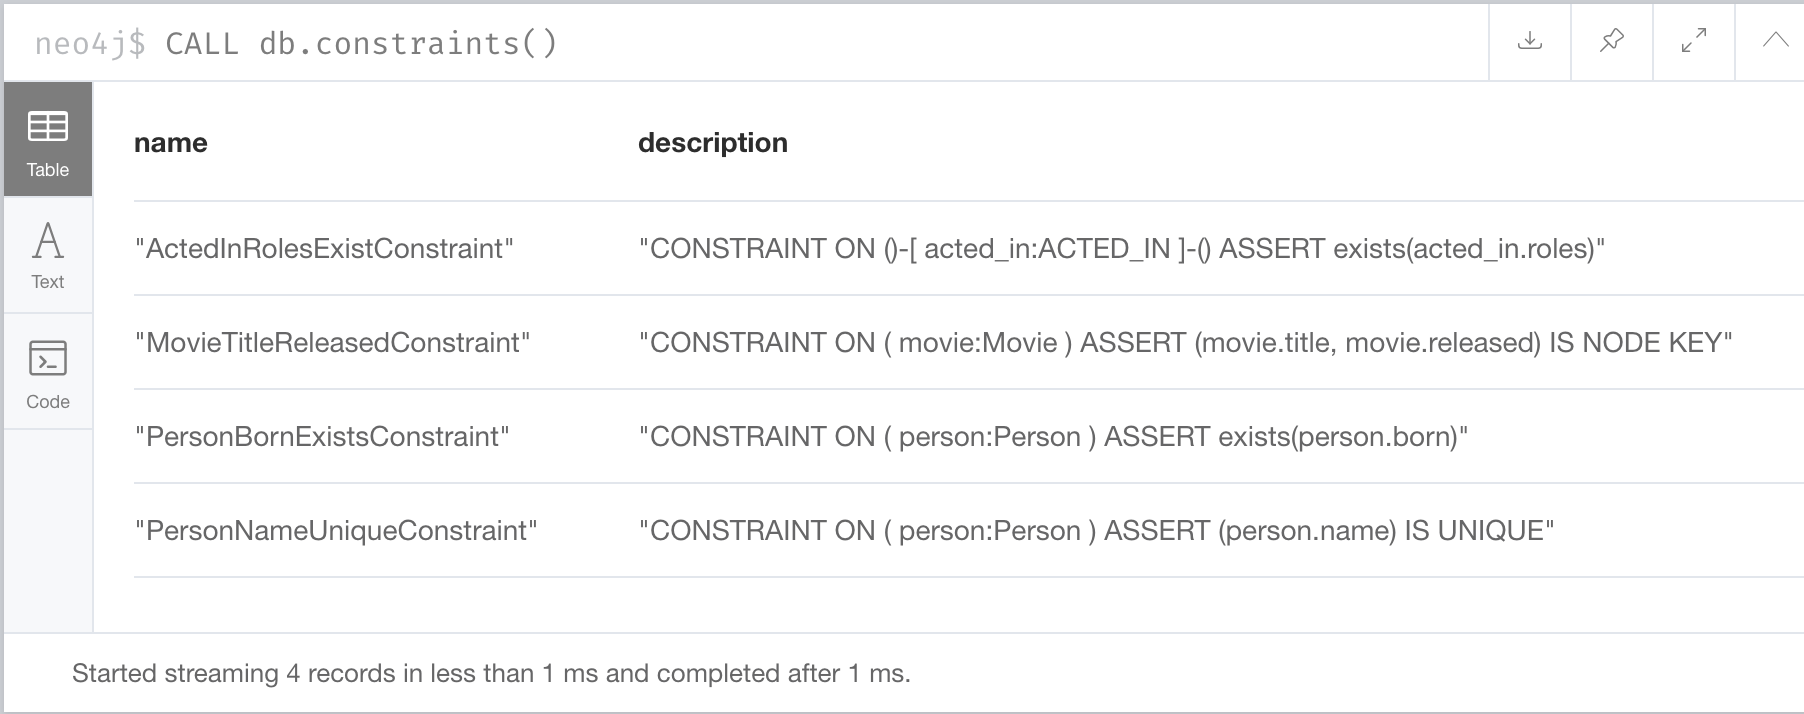 neo4j$ CALL db.constraints()
Table
Text
Code
name description
"ActedInRolesExistConstraint" "CONSTRAINT ON ()-[ acted_in:ACTED_IN ]-() ASSERT exists(acted_in.roles)"
"MovieTitleReleasedConstraint" "CONSTRAINT ON ( movie:Movie ) ASSERT (movie.title, movie.released) IS NODE KEY"
"PersonBornExistsConstraint" "CONSTRAINT ON ( person:Person ) ASSERT exists(person.born)"
"PersonNameUniqueConstraint" "CONSTRAINT ON ( person:Person ) ASSERT (person.name) IS UNIQUE"
Started streaming 4 records in less than 1 ms and completed after 1 ms.